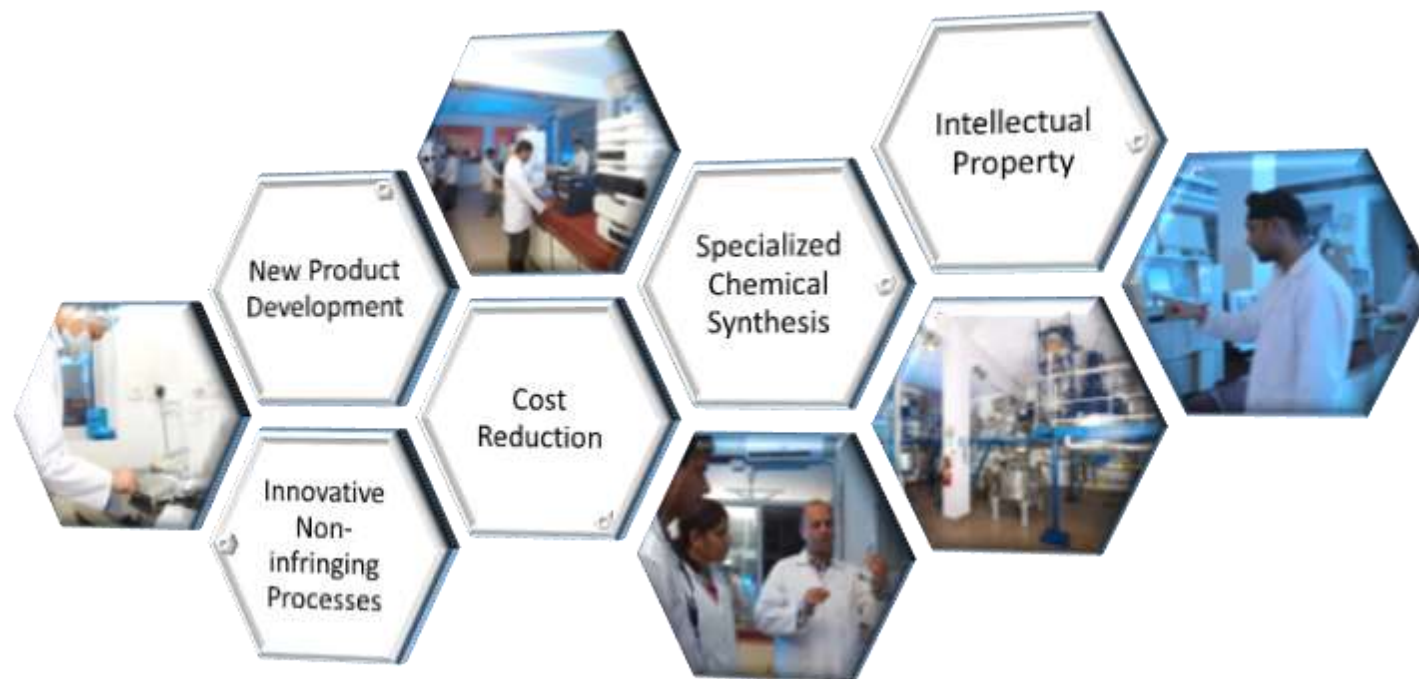 New Product
Development
Innovative
Non-
infringing
Processes
Cost
Reduction
Specialized
Chemical
Synthesis
Intellectual
Property